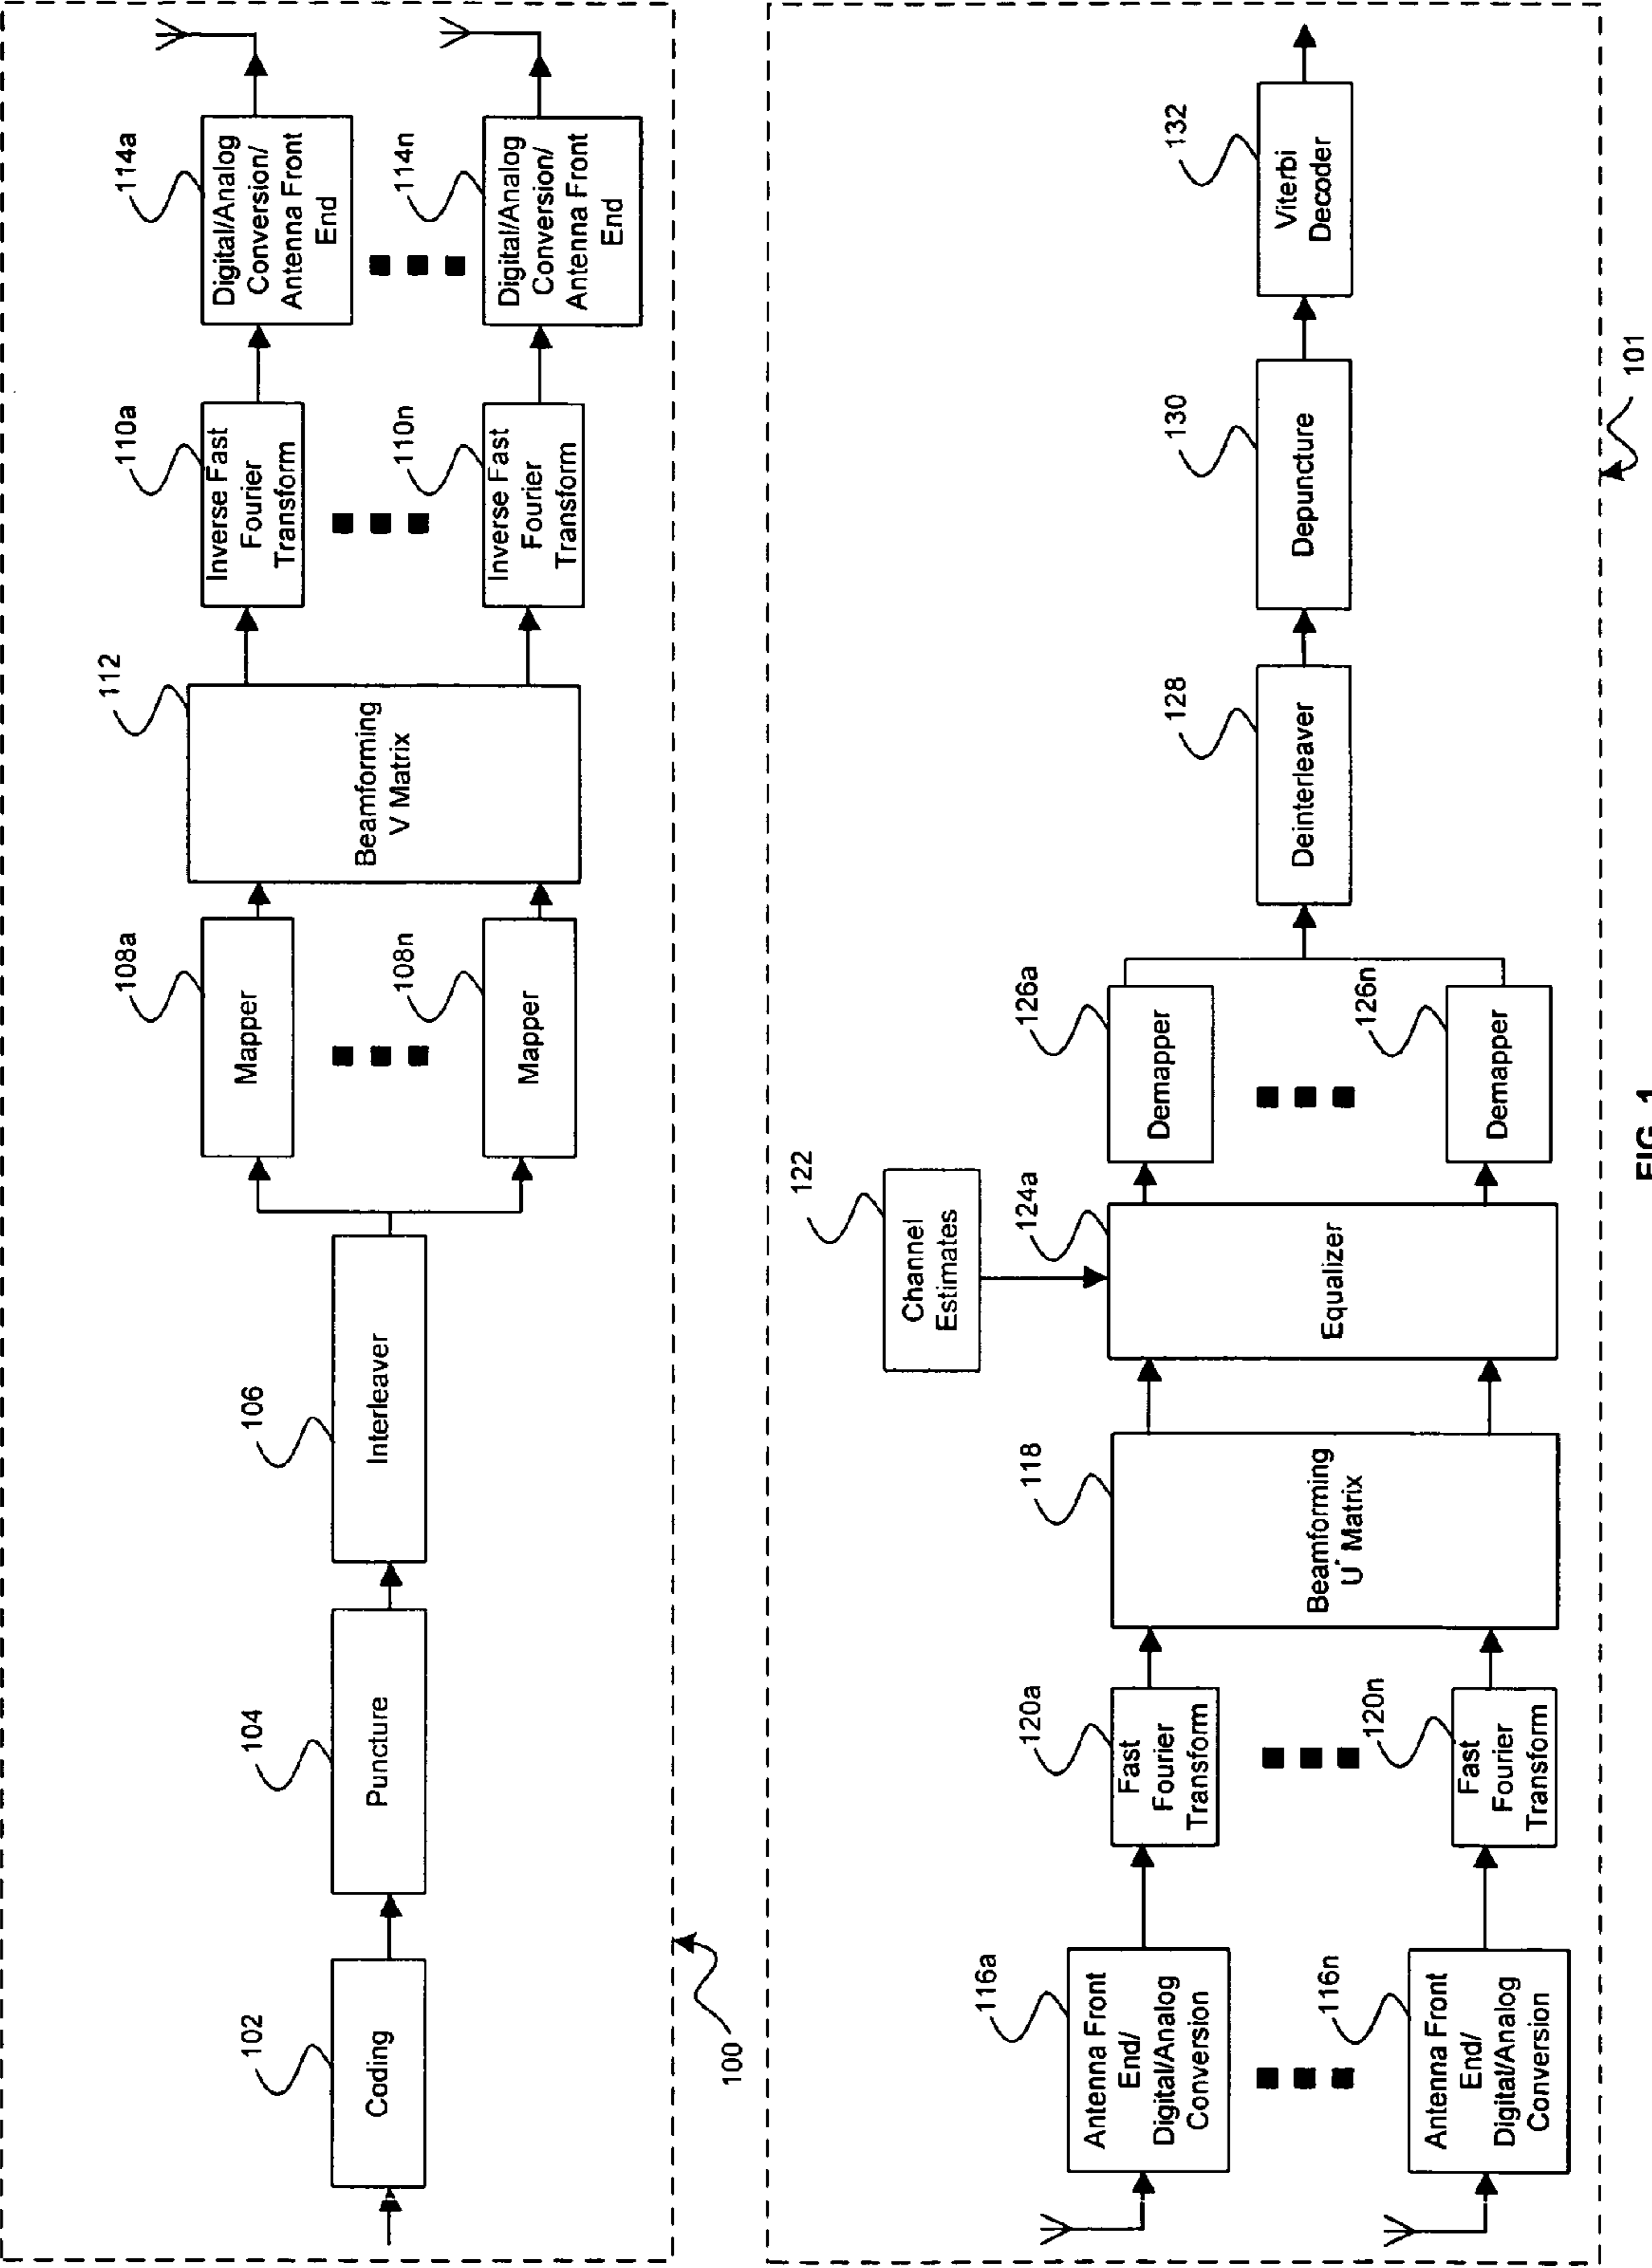 102
Coding
104
Puncture
106
Interleaver
108a
Mapper
108n
Mapper
112
Beamforming
V Matrix
110a
Inverse Fast
Fourier
Transform
110n
Inverse Fast
Fourier
Transform
114a
Digital/Analog
Conversion/
Antenna Front
End
114n
Digital/Analog
Conversion/
Antenna Front
End
100
116a
Antenna Front
End/
Digital/Analog
Conversion
116n
Antenna Front
End/
Digital/Analog
Conversion
120a
Fast
Fourier
Transform
120n
Fast
Fourier
Transform
118
Beamforming
U* Matrix
122
Channel
Estimates
124a
Equalizer
126a
Demapper
126n
Demapper
128
Deinterleaver
130
Depuncture
132
Viterbi
Decoder
101
FIG. 1